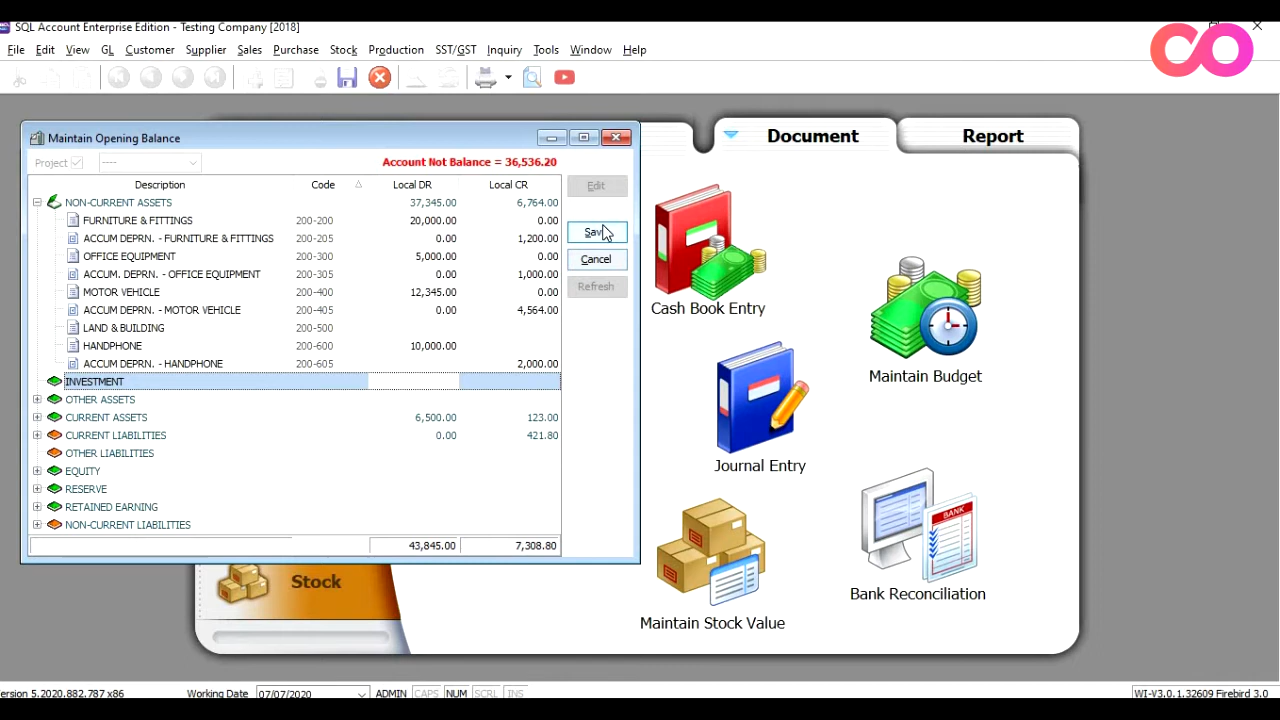 SQL Account Enterprise Edition - Testing Company [2018]
File Edit View GL Customer Supplier Sales Purchase Stock Production SST/GST Inquiry Tools Window Help
CO
Maintain Opening Balance
Document
Report
Project ----
Account Not Balance = 36,536.20
Description Code Local DR Local CR
Edit
NON-CURRENT ASSETS 37,345.00 6,764.00
FURNITURE & FITTINGS 200-200 20,000.00 0.00
ACCUM DEPRN. - FURNITURE & FITTINGS 200-205 0.00 1,200.00
Save
OFFICE EQUIPMENT 200-300 5,000.00 0.00
Cancel
ACCUM. DEPRN. - OFFICE EQUIPMENT 200-305 0.00 1,000.00
Refresh
MOTOR VEHICLE 200-400 12,345.00 0.00
ACCUM DEPRN. - MOTOR VEHICLE 200-405 0.00 4,564.00
LAND & BUILDING 200-500
HANDPHONE 200-600 10,000.00
ACCUM DEPRN. - HANDPHONE 200-605 2,000.00
INVESTMENT
OTHER ASSETS
CURRENT ASSETS 6,500.00 123.00
CURRENT LIABILITIES 0.00 421.80
OTHER LIABILITIES
EQUITY
RESERVE
RETAINED EARNING
NON-CURRENT LIABILITIES
43,845.00 7,308.80
Cash Book Entry
Maintain Budget
Journal Entry
BANK
Bank Reconciliation
Stock
Maintain Stock Value
ersion 5.2020.882.787 x86 Working Date 07/07/2020 ADMIN CAPS NUM SCRL INS WI-V3.0.1.32609 Firebird 3.0